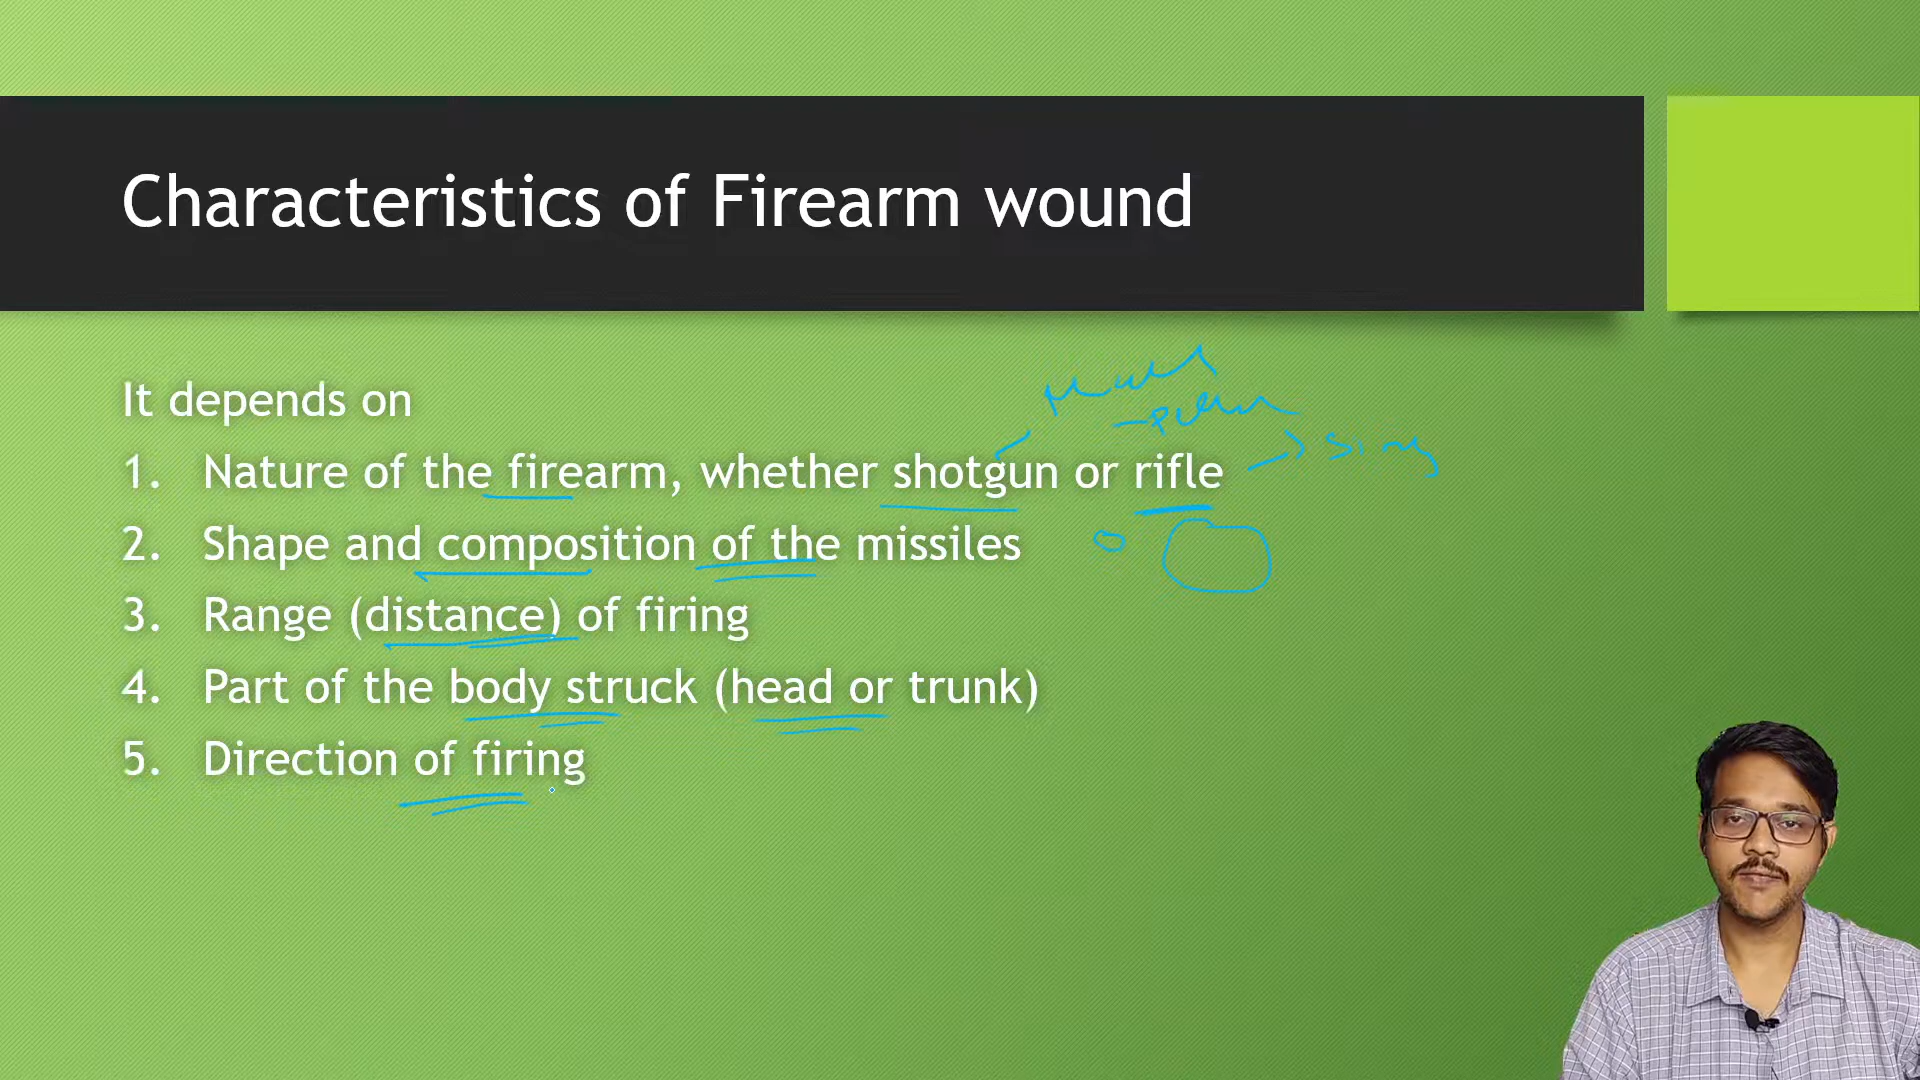 Characteristics of Firearm wound
It depends on
1. Nature of the firearm, whether shotgun or rifle
2. Shape and composition of the missiles
3. Range (distance) of firing
4. Part of the body struck (head or trunk)
5. Direction of firing